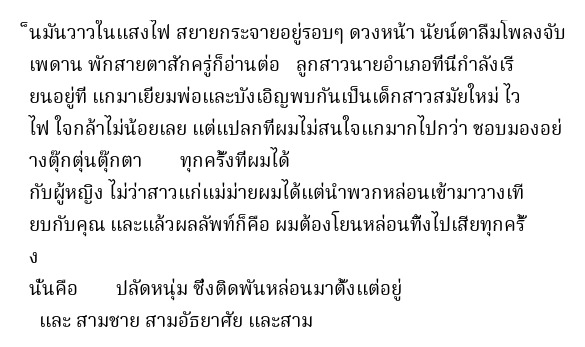 ็นมันวาวในแสงไฟ สยายกระจายอยู่รอบๆ ดวงหน้า นัยน์ตาลืมโพลงจับ
เพดาน พักสายตาสักครู่ก็อ่านต่อ ลูกสาวนายอำเภอที่นี่กำลังเรี
ยนอยู่ที่ แกมาเยี่ยมพ่อและบังเอิญพบกันเป็นเด็กสาวสมัยใหม่ ไว
ไฟ ใจกล้าไม่น้อยเลย แต่แปลกที่ผมไม่สนใจแกมากไปกว่า ชอบมองอย่
างตุ๊กตุ่นตุ๊กตา ทุกครั้งที่ผมได้
กับผู้หญิง ไม่ว่าสาวแก่แม่ม่ายผมได้แต่นำพวกหล่อนเข้ามาวางเที
ยบกับคุณ และแล้วผลลัพท์ก็คือ ผมต้องโยนหล่อนทิ้งไปเสียทุกครั้
ง
นั่นคือ ปลัดหนุ่ม ซึ่งติดพันหล่อนมาตั้งแต่อยู่
และ สามชาย สามอัธยาศัย และสาม